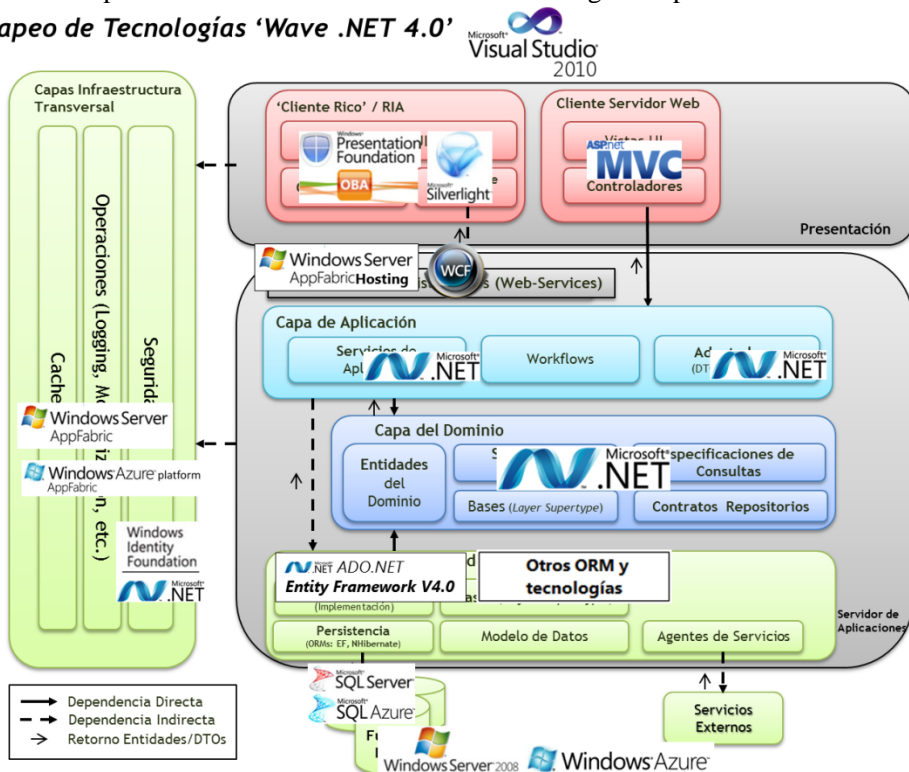 apeo de Tecnologías ‘Wave .NET 4.0’
Microsoft
Visual Studio
2010
Capas Infraestructura
Transversal
Operaciones (Logging,
etc.)
‘Cliente Rico’ / RIA
Windows
Presentation
Foundation
OBA
Microsoft
Silverlight
Cliente Servidor Web
Vistas UI
ASP.net
MVC
Controladores
Presentación
Windows Server
AppFabric Hosting
WCF
(Web-Services)
Capa de Aplicación
Servicios de
Microsoft
.NET
Workflows
Microsoft
.NET
Capa del Dominio
Entidades
del
Dominio
Microsoft
.NET
specificaciones de
Consultas
Bases (Layer Supertype)
Contratos Repositorios
Windows Server
AppFabric
Windows Azure platform
AppFabric
Windows
Identity
Foundation
Microsoft
.NET
.NET ADO.NET
Entity Framework V4.0
Otros ORM y
tecnologías
(Implementación)
Persistencia
(ORMs: EF, NHibernate)
Modelo de Datos
Agentes de Servicios
Servidor de
Aplicaciones
Microsoft
SQL Server
Microsoft
SQL Azure
Servicios
Externos
Windows Server 2008
Windows Azure
Dependencia Directa
Dependencia Indirecta
Retorno Entidades/DTOs